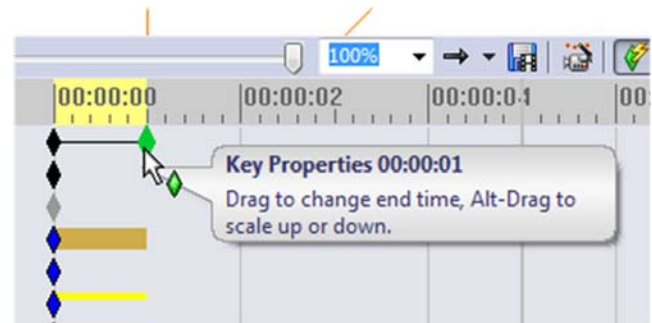 100%
00:00:00 00:00:02 00:00:04 00
Key Properties 00:00:01
Drag to change end time, Alt-Drag to
scale up or down.